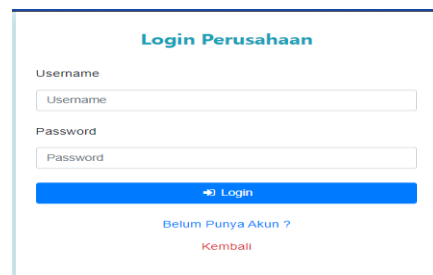 Login Perusahaan
Username
Username
Password
Password
Login
Belum Punya Akun ?
Kembali